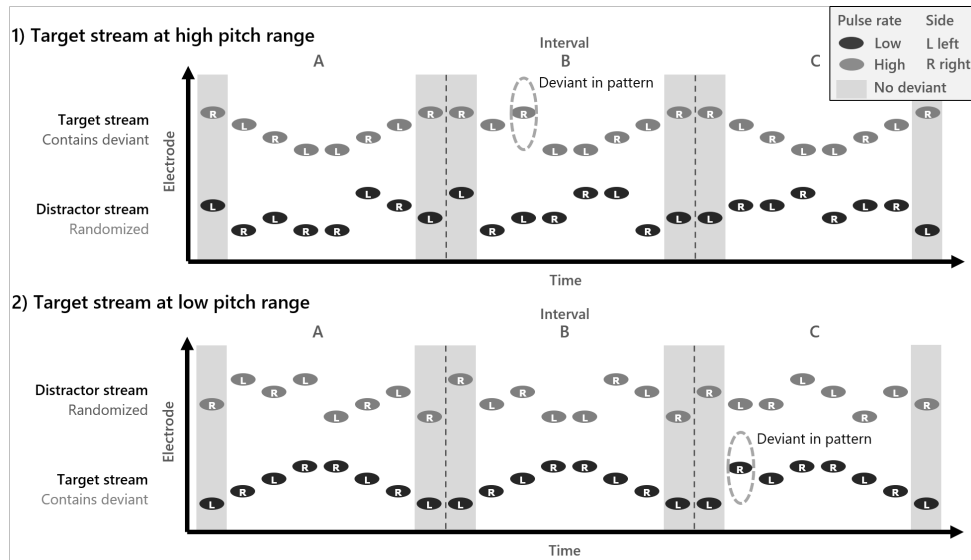 Pulse rate Side
Low L left
High R right
No deviant
1) Target stream at high pitch range
Interval
A B C
Deviant in pattern
Target stream
Contains deviant
R L R L L R L R R L R L L R L R R L R L L R L R
Electrode
Distractor stream
Randomized
L R L R R L R L L R L R R L R L L R L R R L R L
Time
2) Target stream at low pitch range
Interval
A B C
Distractor stream
Randomized
R L R L L R L R R L R L L R L R R L R L L R L R
Electrode
Deviant in pattern
Target stream
Contains deviant
L R L R R L R L L R L R R L R L L R L R R L R L
Time